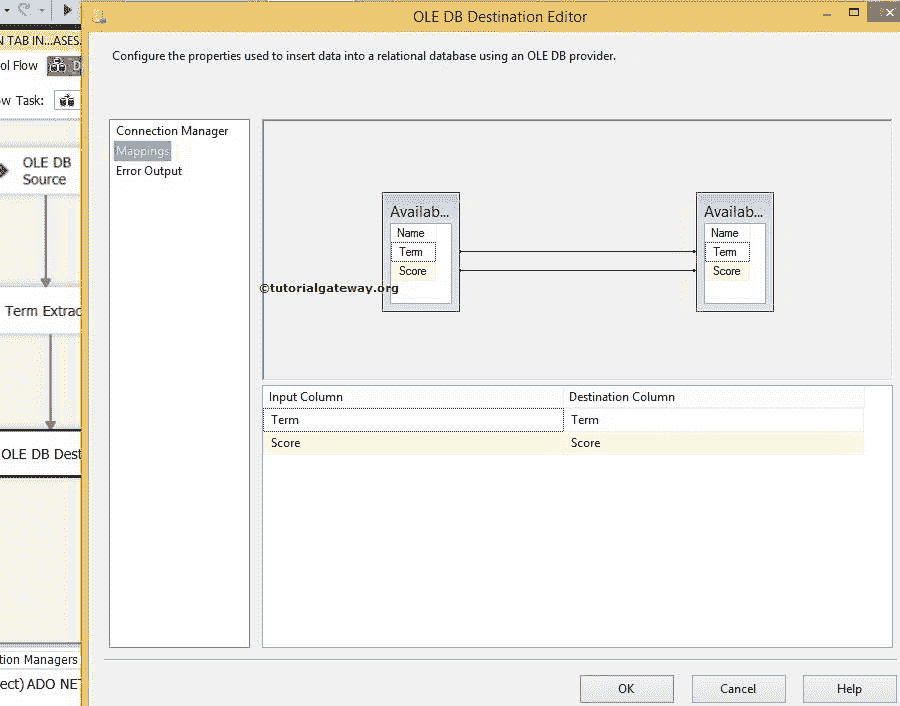 OLE DB Destination Editor
N TAB IN...ASES.
Configure the properties used to insert data into a relational database using an OLE DB provider.
ol Flow
D
ow Task:
Connection Manager
Mappings
Error Output
OLE DB
Source
Availab...
Name
Term
Score
Availab...
Name
Term
Score
©tutorialgateway.org
Term Extrac
Input Column Destination Column
Term Term
Score Score
OLE DB Dest
tion Managers
ect) ADO NET
OK Cancel Help